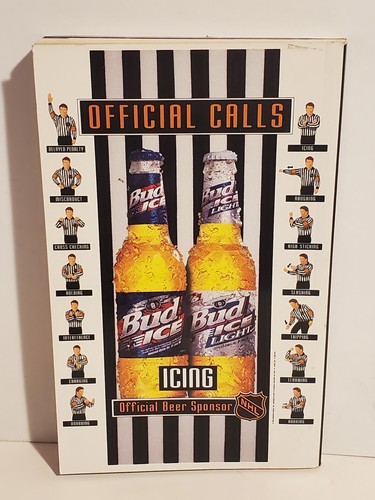 OFFICIAL CALLS
DELAYED PENALTY
MISCONDUCT
CROSS CHECKING
HOLDING
INTERFERENCE
CHARGING
BOARDING
ICING
ROUGHING
HIGH STICKING
SLASHING
TRIPPING
ELBOWING
HOOKING
Bud
ICE
Bud
ICE
LIGHT
Bud
ICE
Bud
ICE
LIGHT
ICING
Official Beer Sponsor
NHL